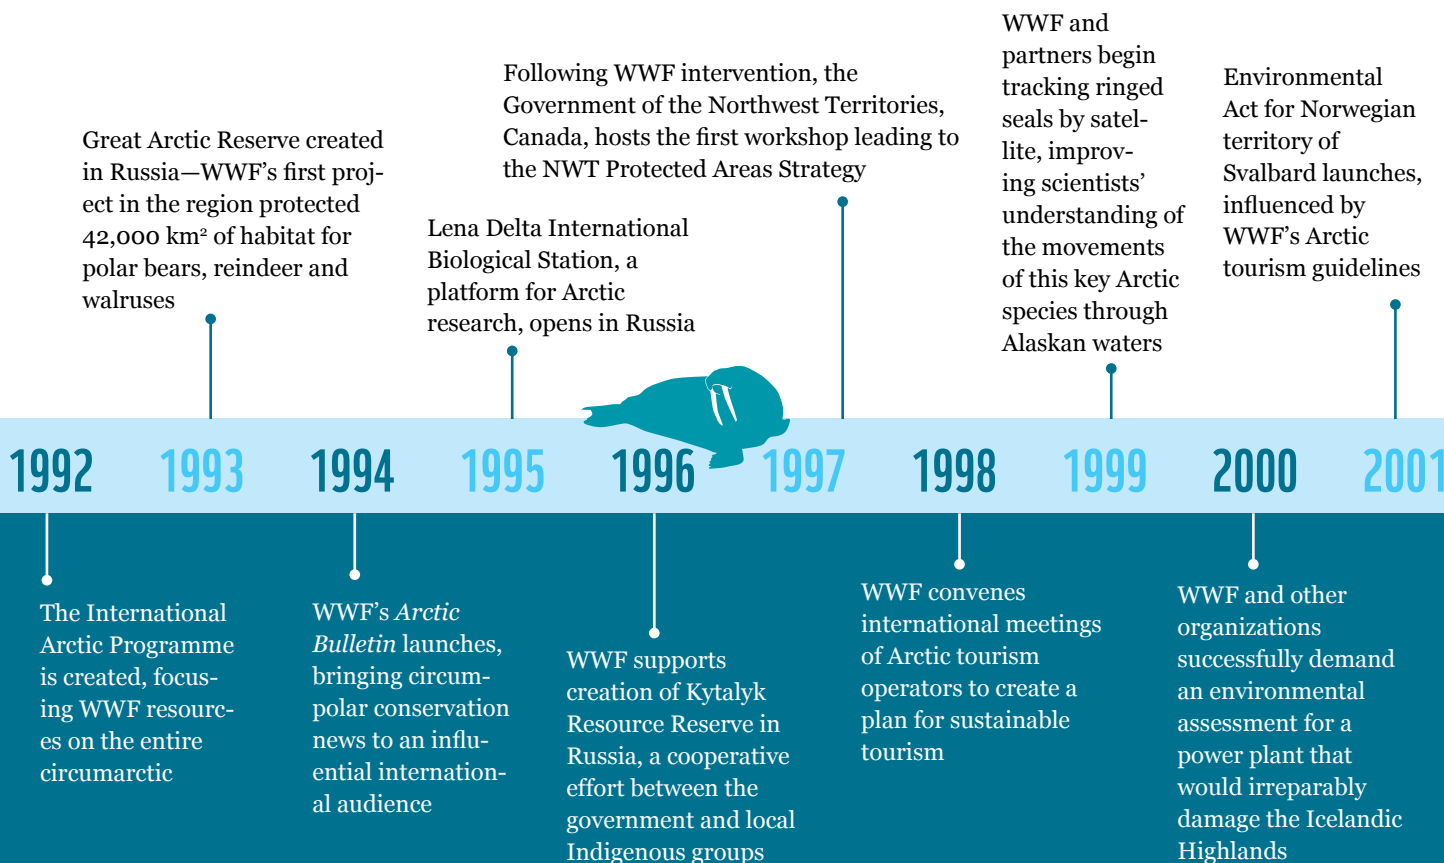 Great Arctic Reserve created
in Russia—WWF's first proj-
ect in the region protected
42,000 km² of habitat for
polar bears, reindeer and
walruses
Lena Delta International
Biological Station, a
platform for Arctic
research, opens in Russia
Following WWF intervention, the
Government of the Northwest Territories,
Canada, hosts the first workshop leading to
the NWT Protected Areas Strategy
WWF and
partners begin
tracking ringed
seals by satel-
lite, improv-
ing scientists'
understanding of
the movements
of this key Arctic
species through
Alaskan waters
Environmental
Act for Norwegian
territory of
Svalbard launches,
influenced by
WWF's Arctic
tourism guidelines
1992 1993 1994 1995 1996 1997 1998 1999 2000 2001
The International
Arctic Programme
is created, focus-
ing WWF resourc-
es on the entire
circumarctic
WWF's Arctic
Bulletin launches,
bringing circum-
polar conservation
news to an influ-
ential internation-
al audience
WWF supports
creation of Kytalyk
Resource Reserve in
Russia, a cooperative
effort between the
government and local
Indigenous groups
WWF convenes
international meetings
of Arctic tourism
operators to create a
plan for sustainable
tourism
WWF and other
organizations
successfully demand
an environmental
assessment for a
power plant that
would irreparably
damage the Icelandic
Highlands